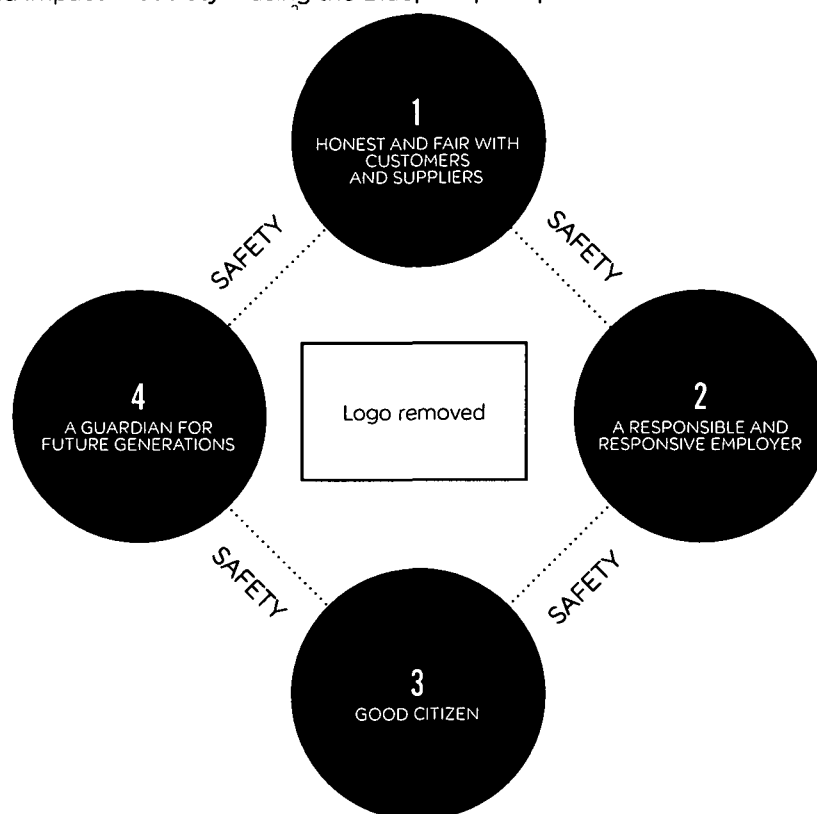 the
1
HONEST AND FAIR WITH
CUSTOMERS
AND SUPPLIERS
SAFETY
SAFETY
4
A GUARDIAN FOR
FUTURE GENERATIONS
Logo removed
2
A RESPONSIBLE AND
RESPONSIVE EMPLOYER
SAFETY
SAFETY
3
GOOD CITIZEN